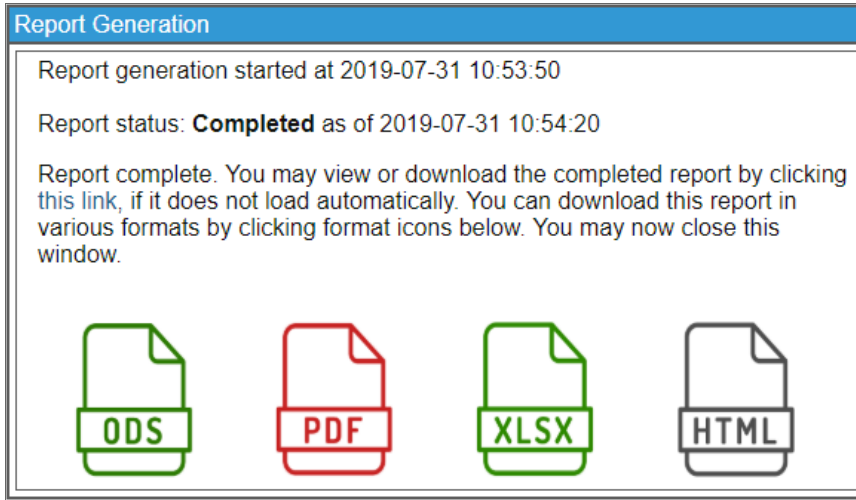 Report Generation
Report generation started at 2019-07-31 10:53:50
Report status: Completed as of 2019-07-31 10:54:20
Report complete. You may view or download the completed report by clicking
this link, if it does not load automatically. You can download this report in
various formats by clicking format icons below. You may now close this
window.
ODS PDF XLSX HTML